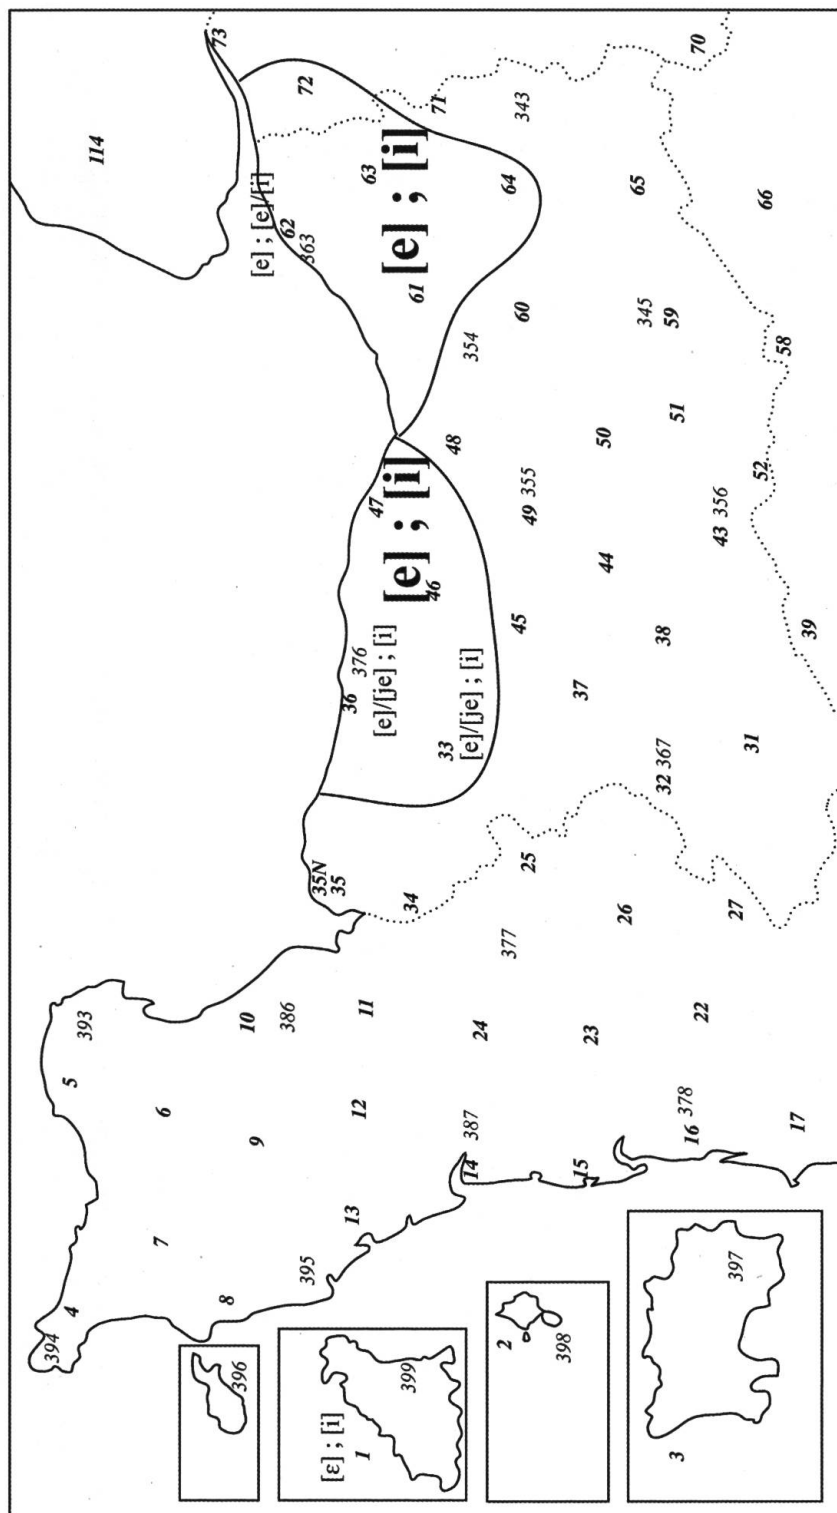 394 4 5 393 114
7 6
73
8 396 9 10
[e] ; [e]/[i]
395 386 62 363 72
35N
35
[ɛ] ; [i]
1 13 12 11 36 376 47 63
[e]/[je] ; [i]
399 34 [e] ; [i] 61 [e] ; [i]
46 71
33 48
[e]/[je] ; [i]
14 387 24 354
2 377 45 49 355 60 64 343
25
398 15 23 37 44 50
26 65
345
3 16 378 32 367 38 51 59
22 70
397 27 31 43 356 52 66
17 39 58